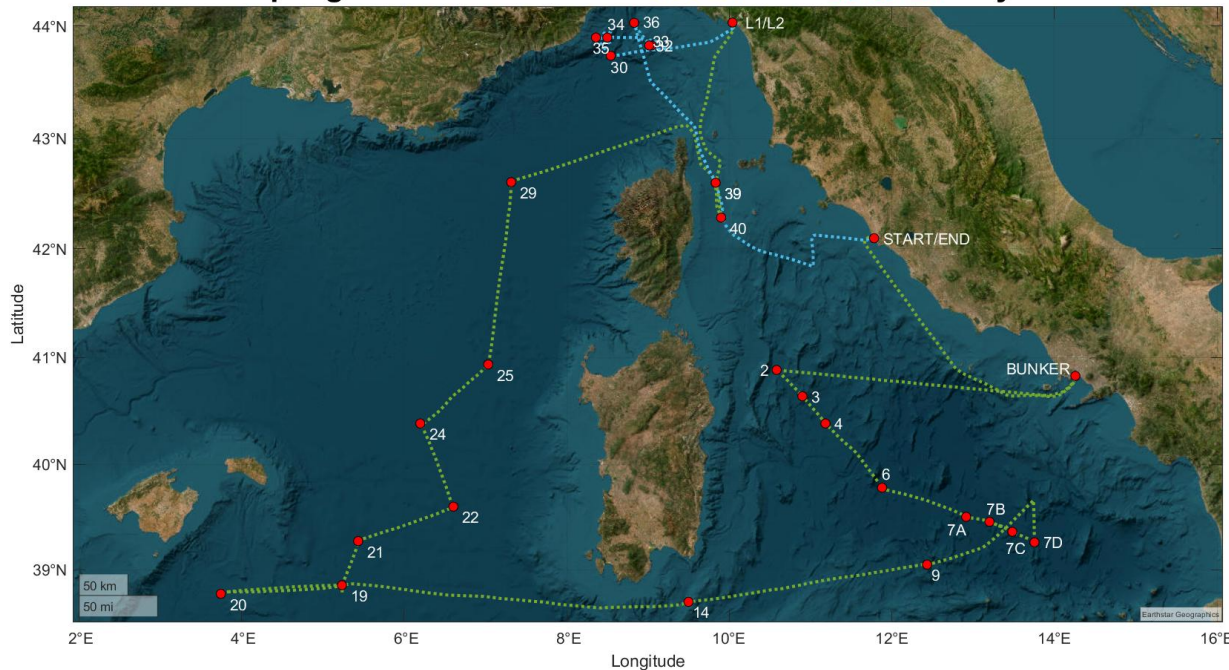 44°N
43°N
42°N
41°N
40°N
39°N
Latitude
36
34
L1/L2
33
32
35
30
29
39
40
START/END
25
2
BUNKER
3
4
24
6
7B
22
7A
7C
7D
21
9
50 km
50 mi
20
19
14
Earthstar Geographics
2°E
4°E
6°E
8°E
10°E
12°E
14°E
16°E
Longitude